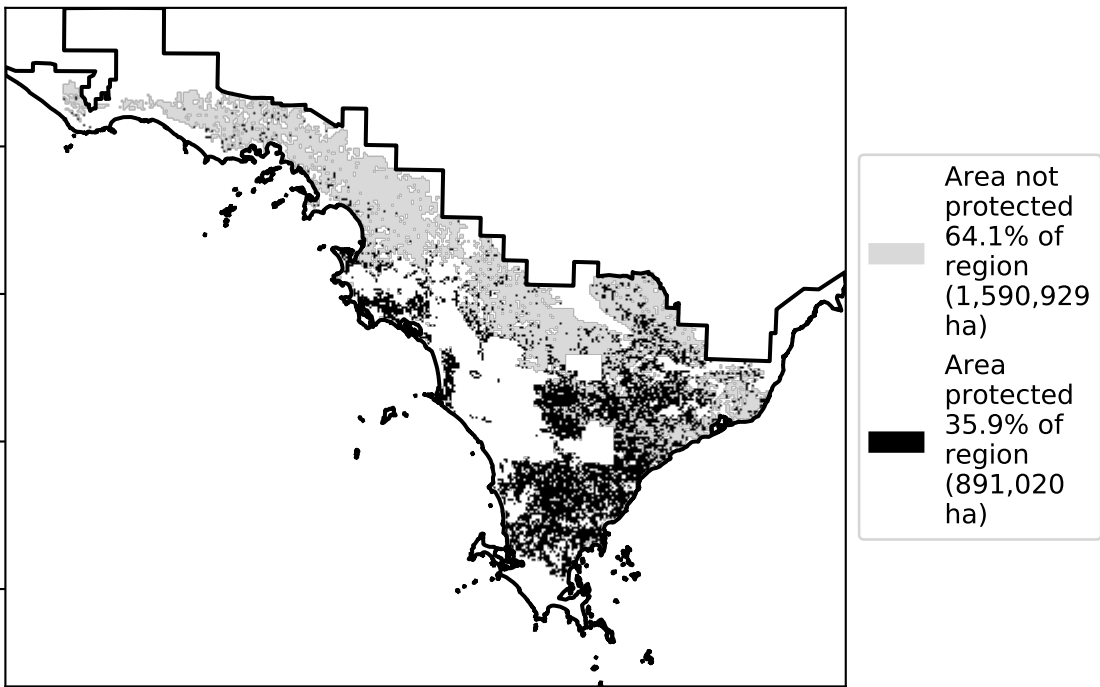 Area not
protected
64.1% of
region
(1,590,929
ha)
Area
protected
35.9% of
region
(891,020
ha)